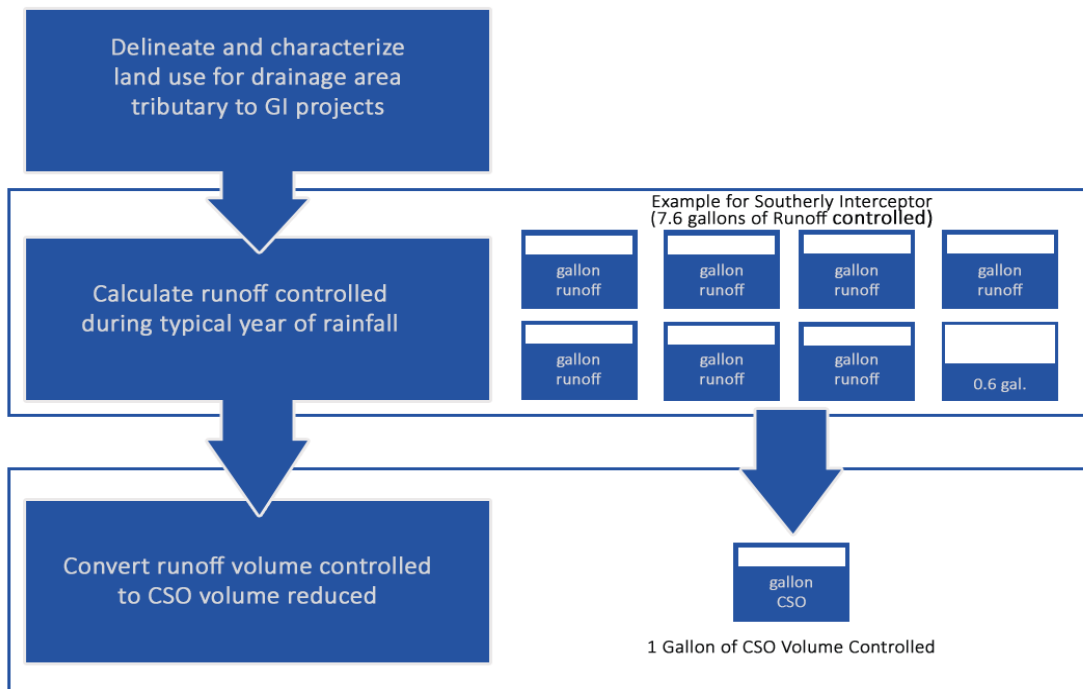 Delineate and characterize
land use for drainage area
tributary to GI projects
Example for Southerly Interceptor
(7.6 gallons of Runoff controlled)
Calculate runoff controlled
during typical year of rainfall
gallon
runoff
gallon
runoff
gallon
runoff
gallon
runoff
gallon
runoff
gallon
runoff
gallon
runoff
0.6 gal.
Convert runoff volume controlled
to CSO volume reduced
gallon
CSO
1 Gallon of CSO Volume Controlled